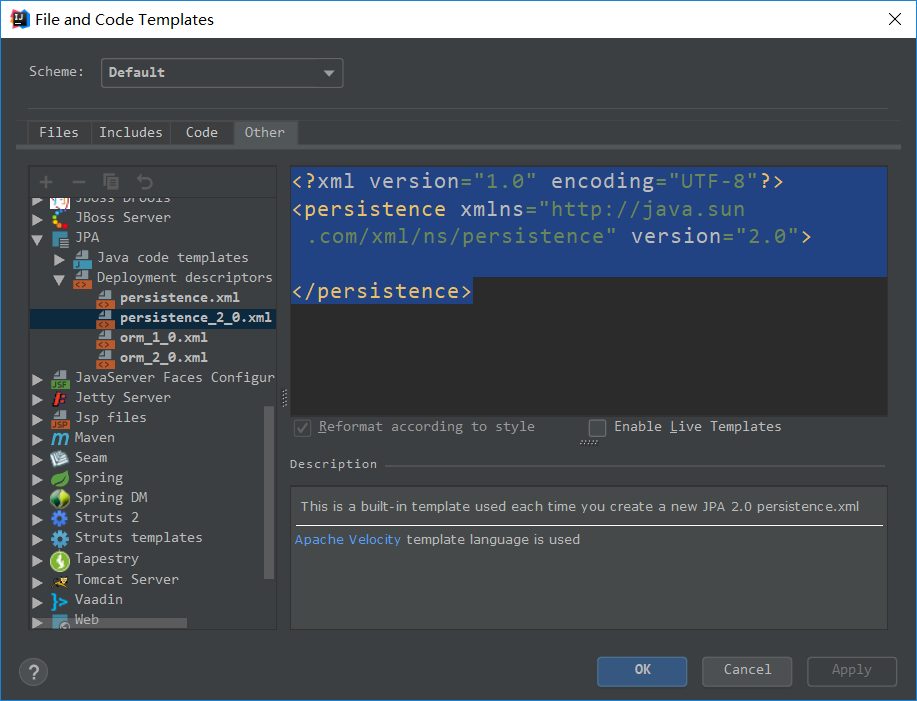 File and Code Templates
Scheme:
Default
Files
Includes
Code
Other
JBoss Drools
JBoss Server
JPA
Java code templates
Deployment descriptors
persistence.xml
persistence_2_0.xml
orm_1_0.xml
orm_2_0.xml
JavaServer Faces Configur
Jetty Server
Jsp files
Maven
Seam
Spring
Spring DM
Struts 2
Struts templates
Tapestry
Tomcat Server
Vaadin
Web
<?xml version="1.0" encoding="UTF-8"?>
<persistence xmlns="http://java.sun
.com/xml/ns/persistence" version="2.0">
</persistence>
Reformat according to style
Enable Live Templates
Description
This is a built-in template used each time you create a new JPA 2.0 persistence.xml
Apache Velocity template language is used
?
OK
Cancel
Apply